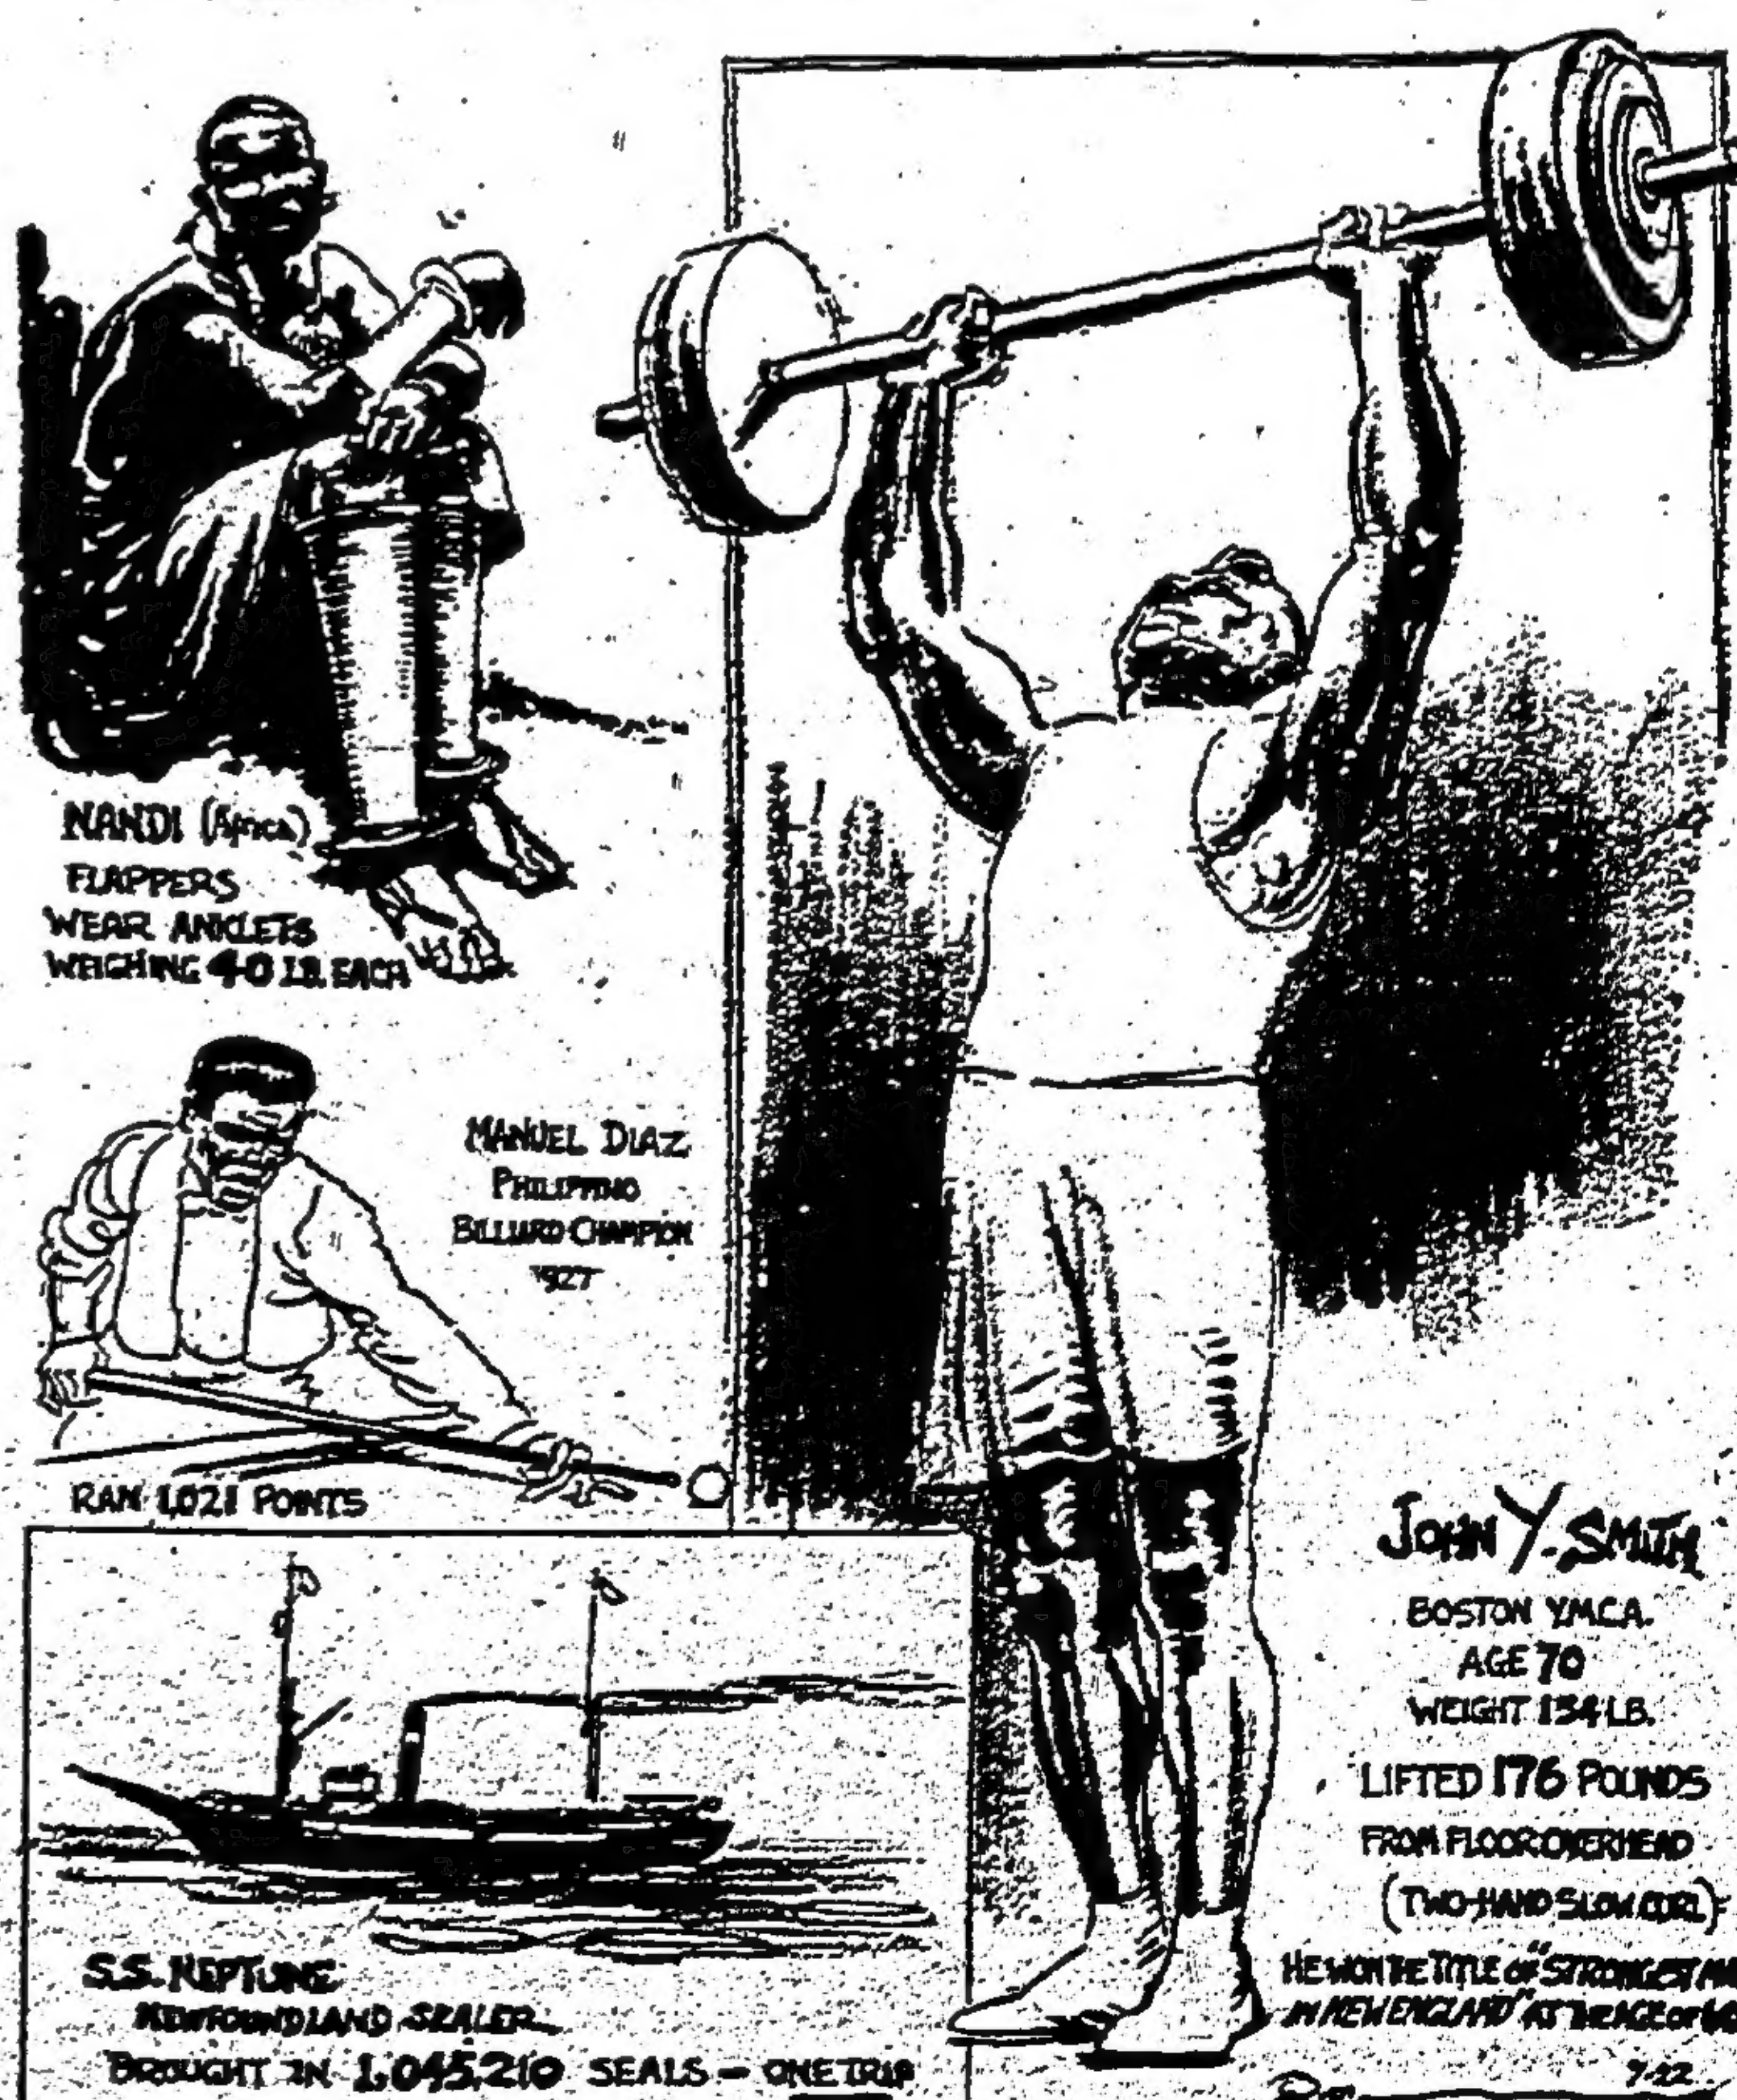 NANDI (Africa)
FLAPPERS
WEAR ANKLETS
WEIGHING 40 LB. EACH
MANUEL DIAZ
PHILIPPINO
BILLIARD CHAMPION
1927
RAN 1,021 POINTS
S.S. NEPTUNE
NEWFOUNDLAND SEALER
BROUGHT IN 1,045,210 SEALS - ONE TRIP
JOHN Y. SMITH
BOSTON Y.M.C.A.
AGE 70
WEIGHT 154 LB.
LIFTED 176 POUNDS
FROM FLOOR OVERHEAD
(TWO-HAND SLOW CURL)
HE WON THE TITLE OF "STRONGEST
IN NEW ENGLAND" AT THE AGE OF
9-22